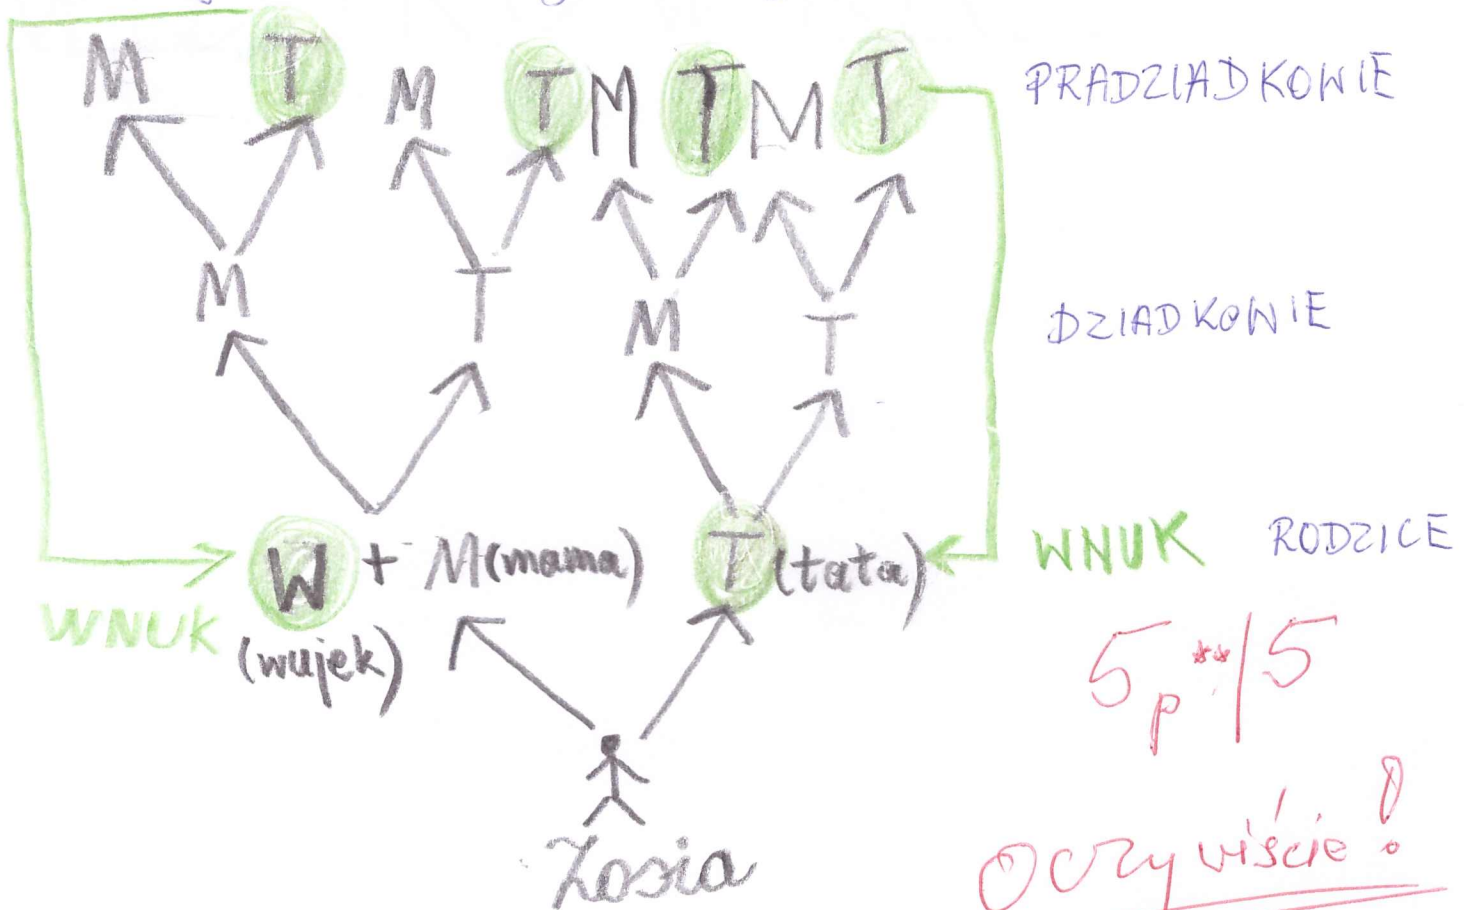 M T M T M T M T PRADZIADKOWIE
M T M T DZIADKOWIE
W + M (mama) T (tata) WNUK RODZICE
WNUK (wujek)
5p**/5
Zosia
Oczywiście!